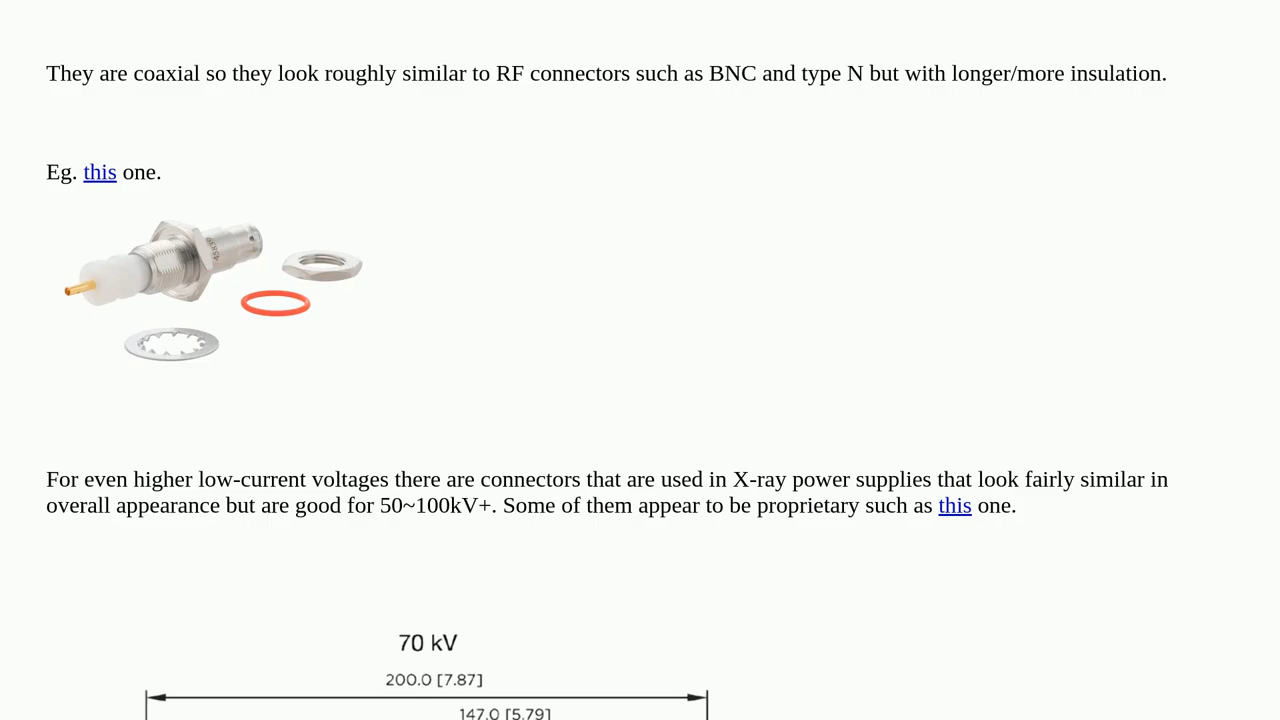 They are coaxial so they look roughly similar to RF connectors such as BNC and type N but with longer/more insulation.
Eg. this one.
For even higher low-current voltages there are connectors that are used in X-ray power supplies that look fairly similar in
overall appearance but are good for 50~100kV+. Some of them appear to be proprietary such as this one.
70 kV
200.0 [7.87]
147.0 [5.79]